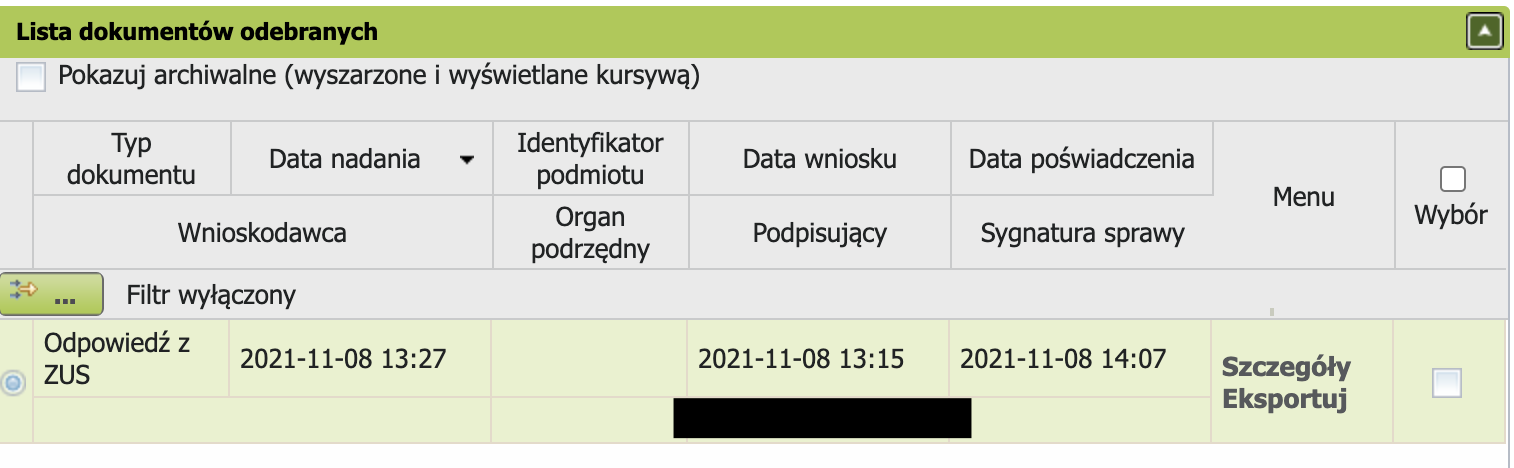 Lista dokumentów odebranych
Pokazuj archiwalne (wyszarzone i wyświetlane kursywą)
Typ dokumentu
Data nadania
Identyfikator podmiotu
Data wniosku
Data poświadczenia
Menu
Wybór
Wnioskodawca
Organ podrzędny
Podpisujący
Sygnatura sprawy
...
Filtr wyłączony
Odpowiedź z ZUS
2021-11-08 13:27
2021-11-08 13:15
2021-11-08 14:07
Szczegóły
Eksportuj